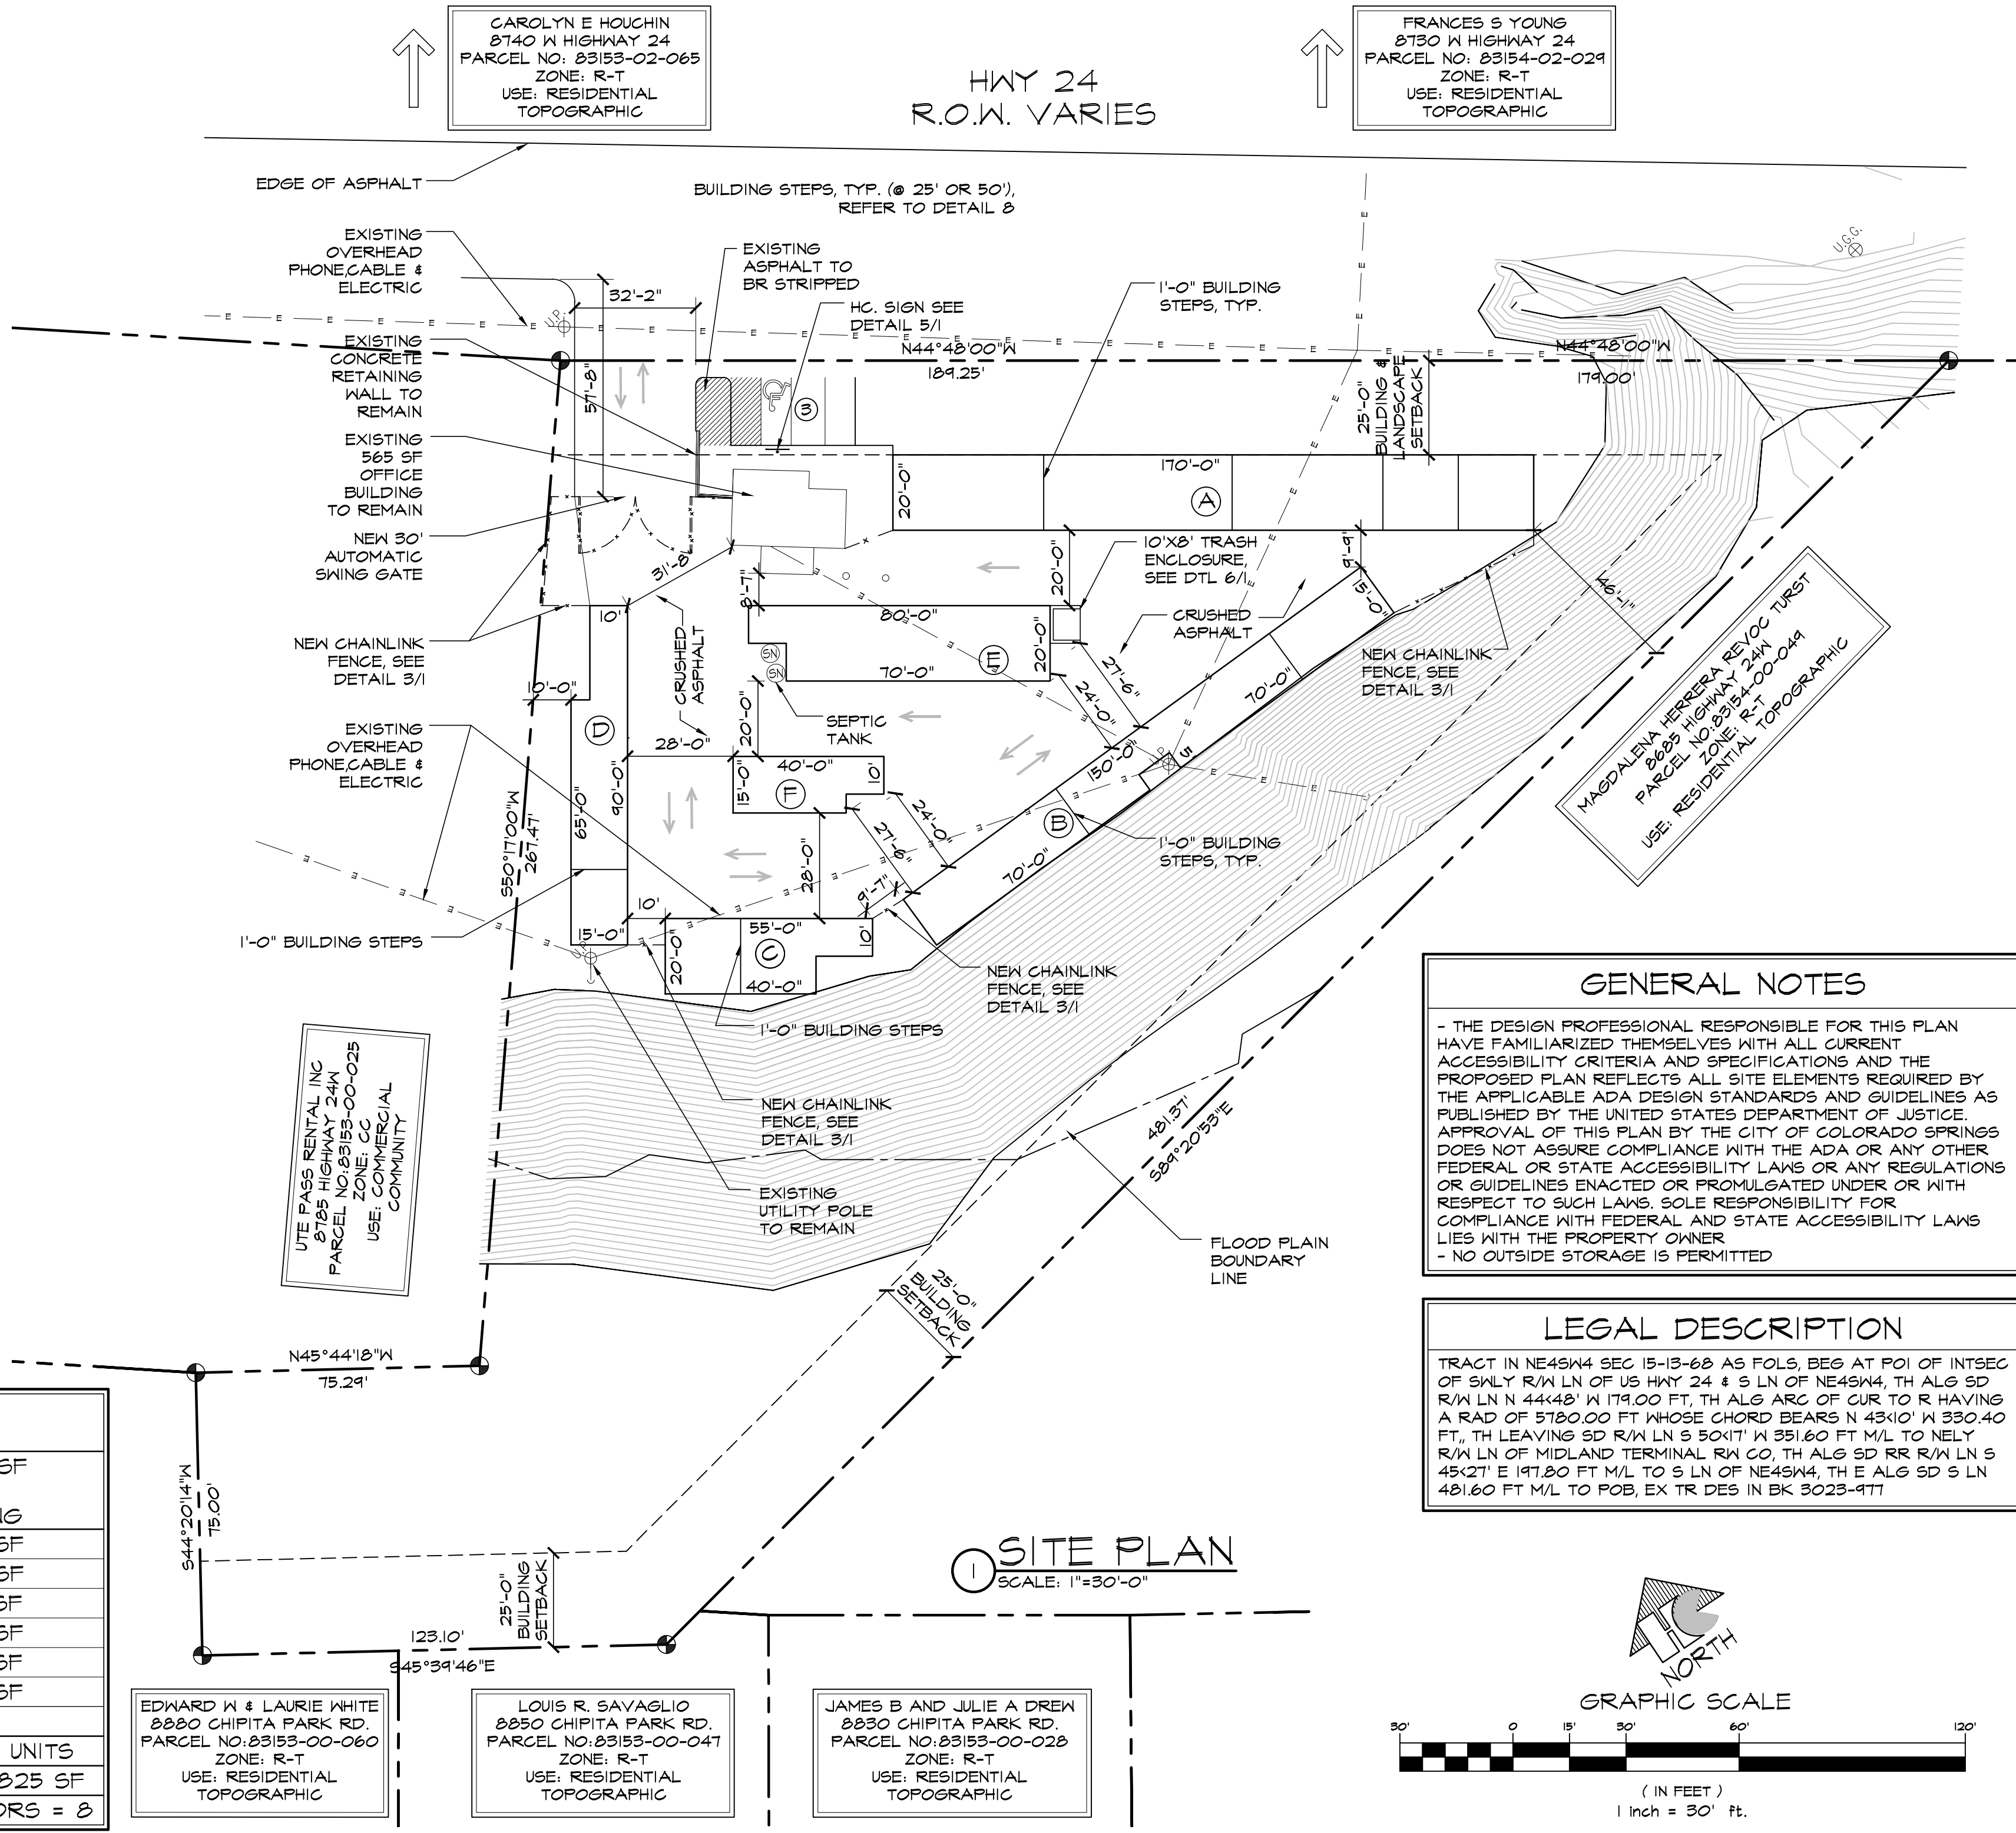 CAROLYN E HOUCHIN
8740 W HIGHWAY 24
PARCEL NO: 83153-02-065
ZONE: R-T
USE: RESIDENTIAL
TOPOGRAPHIC
HWY 24
R.O.W. VARIES
FRANCES S YOUNG
8730 W HIGHWAY 24
PARCEL NO: 83154-02-029
ZONE: R-T
USE: RESIDENTIAL
TOPOGRAPHIC
EDGE OF ASPHALT
BUILDING STEPS, TYP. (@ 25' OR 50'),
REFER TO DETAIL 8
EXISTING
OVERHEAD
PHONE,CABLE &
ELECTRIC
EXISTING
ASPHALT TO
BR STRIPPED
HC. SIGN SEE
DETAIL 5/1
1'-0" BUILDING
STEPS, TYP.
U.G.G.
32'-2"
U.P.
57'-8"
N44°48'00"W
189.25'
N44°48'00"W
179.00'
25'-0"
BUILDING &
LANDSCAPE
SETBACK
EXISTING
CONCRETE
RETAINING
WALL TO
REMAIN
3
EXISTING
565 SF
OFFICE
BUILDING
TO REMAIN
170'-0"
20'-0"
A
NEW 30'
AUTOMATIC
SWING GATE
31'-8"
8'-7"
20'-0"
10'X8' TRASH
ENCLOSURE,
SEE DTL 6/1
9'-9"
15'-0"
46'-1"
10'
80'-0"
CRUSHED
ASPHALT
CRUSHED
ASPHALT
NEW CHAINLINK
FENCE, SEE
DETAIL 3/1
NEW CHAINLINK
FENCE, SEE
DETAIL 3/1
SN
SN
70'-0"
E
20'-0"
27'-6"
24'-0"
70'-0"
10'-0"
D
SEPTIC
TANK
20'-0"
28'-0"
EXISTING
OVERHEAD
PHONE,CABLE &
ELECTRIC
150'-0"
U.P.
5'
40'-0"
15'-0"
10'
F
65'-0"
90'-0"
S50°17'00"W
267.47'
27'-6"
24'-0"
B
1'-0" BUILDING
STEPS, TYP.
70'-0"
28'-0"
9'-7"
10'
1'-0" BUILDING STEPS
15'-0"
U.P.
55'-0"
20'-0"
C
10'
40'-0"
NEW CHAINLINK
FENCE, SEE
DETAIL 3/1
1'-0" BUILDING STEPS
NEW CHAINLINK
FENCE, SEE
DETAIL 3/1
EXISTING
UTILITY POLE
TO REMAIN
MAGDALENA HERRERA REVOC TURST
8685 HIGHWAY 24W
PARCEL NO:83154-00-049
ZONE: R-T
USE: RESIDENTIAL TOPOGRAPHIC
UTE PASS RENTAL INC
8785 HIGHWAY 24W
PARCEL NO:83153-00-025
ZONE: CC
USE: COMMERCIAL
COMMUNITY
481.37'
S89°20'53"E
FLOOD PLAIN
BOUNDARY
LINE
25'-0"
BUILDING
SETBACK
N45°44'18"W
75.29'
S44°20'14"W
75.00'
25'-0"
BUILDING
SETBACK
123.10'
S45°39'46"E
GENERAL NOTES
- THE DESIGN PROFESSIONAL RESPONSIBLE FOR THIS PLAN
HAVE FAMILIARIZED THEMSELVES WITH ALL CURRENT
ACCESSIBILITY CRITERIA AND SPECIFICATIONS AND THE
PROPOSED PLAN REFLECTS ALL SITE ELEMENTS REQUIRED BY
THE APPLICABLE ADA DESIGN STANDARDS AND GUIDELINES AS
PUBLISHED BY THE UNITED STATES DEPARTMENT OF JUSTICE.
APPROVAL OF THIS PLAN BY THE CITY OF COLORADO SPRINGS
DOES NOT ASSURE COMPLIANCE WITH THE ADA OR ANY OTHER
FEDERAL OR STATE ACCESSIBILITY LAWS OR ANY REGULATIONS
OR GUIDELINES ENACTED OR PROMULGATED UNDER OR WITH
RESPECT TO SUCH LAWS. SOLE RESPONSIBILITY FOR
COMPLIANCE WITH FEDERAL AND STATE ACCESSIBILITY LAWS
LIES WITH THE PROPERTY OWNER
- NO OUTSIDE STORAGE IS PERMITTED
LEGAL DESCRIPTION
TRACT IN NE4SW4 SEC 15-13-68 AS FOLS, BEG AT POI OF INTSEC
OF SWLY R/W LN OF US HWY 24 & S LN OF NE4SW4, TH ALG SD
R/W LN N 44<48' W 179.00 FT, TH ALG ARC OF CUR TO R HAVING
A RAD OF 5780.00 FT WHOSE CHORD BEARS N 43<10' W 330.40
FT,, TH LEAVING SD R/W LN S 50<17' W 351.60 FT M/L TO NELY
R/W LN OF MIDLAND TERMINAL RW CO, TH ALG SD RR R/W LN S
45<27' E 197.80 FT M/L TO S LN OF NE4SW4, TH E ALG SD S LN
481.60 FT M/L TO POB, EX TR DES IN BK 3023-977
SF
NG
SF
SF
SF
SF
SF
SF
UNITS
825 SF
ORS = 8
1
SITE PLAN
SCALE: 1"=30'-0"
EDWARD W & LAURIE WHITE
8880 CHIPITA PARK RD.
PARCEL NO:83153-00-060
ZONE: R-T
USE: RESIDENTIAL
TOPOGRAPHIC
LOUIS R. SAVAGLIO
8850 CHIPITA PARK RD.
PARCEL NO:83153-00-047
ZONE: R-T
USE: RESIDENTIAL
TOPOGRAPHIC
JAMES B AND JULIE A DREW
8830 CHIPITA PARK RD.
PARCEL NO:83153-00-028
ZONE: R-T
USE: RESIDENTIAL
TOPOGRAPHIC
NORTH
GRAPHIC SCALE
30' 0 15' 30' 60' 120'
( IN FEET )
1 inch = 30' ft.